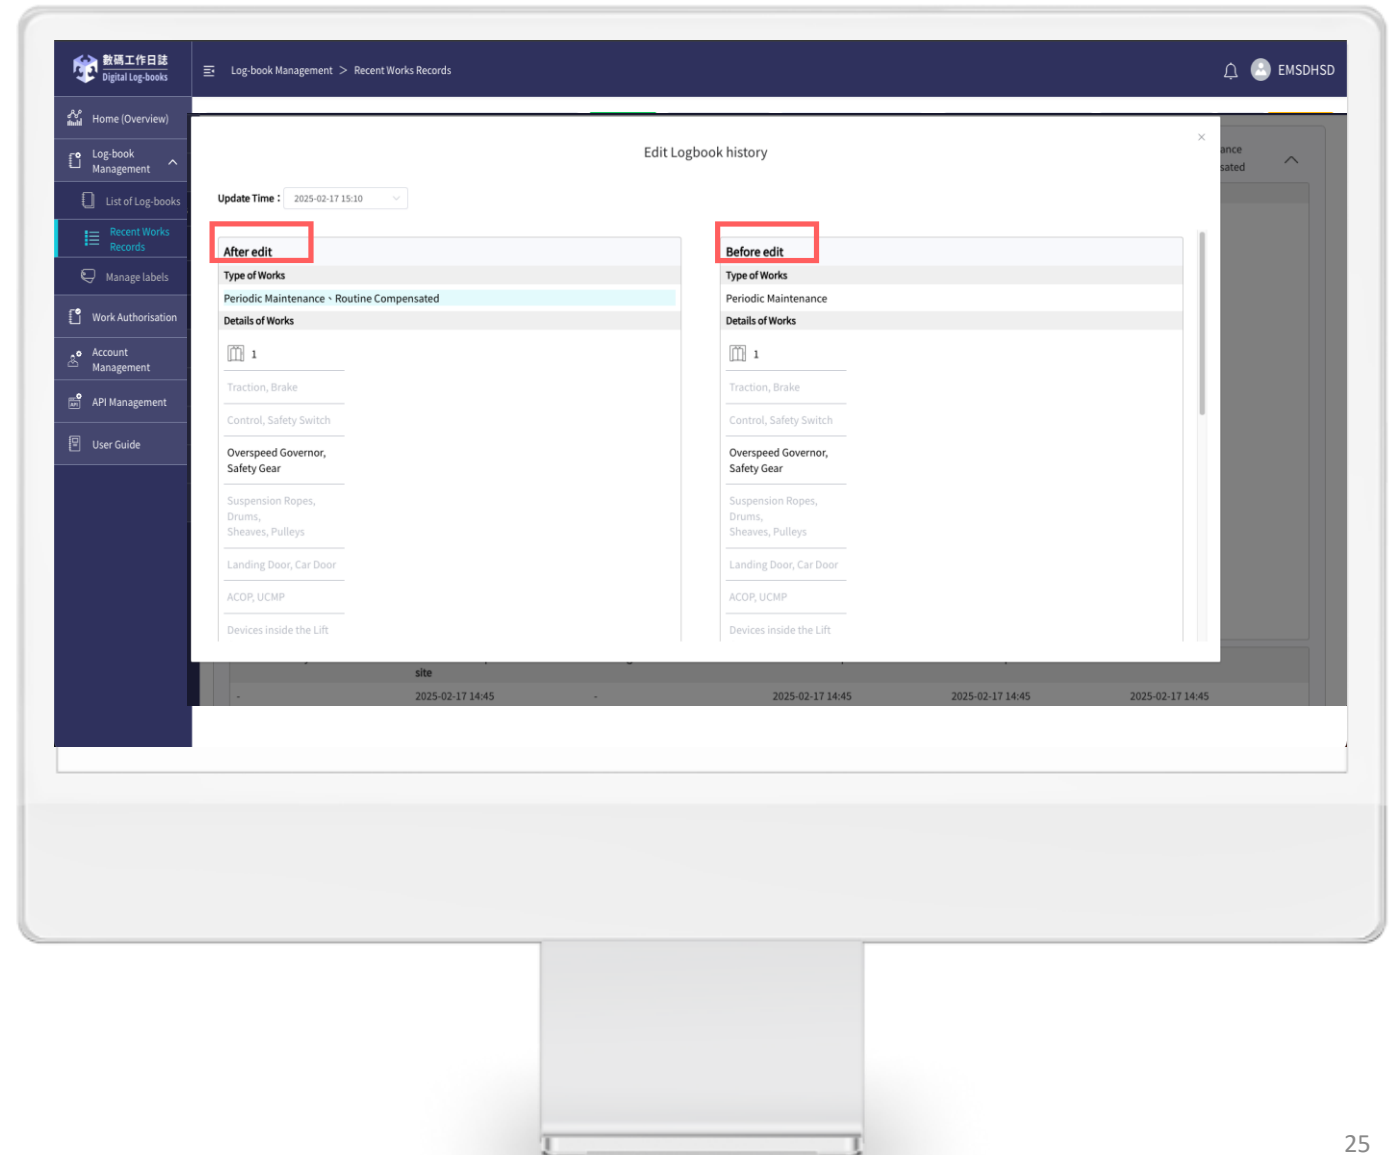 數碼工作日誌
Digital Log-books
Log-book Management > Recent Works Records
EMSDHSD
Home (Overview)
Log-book
Management
List of Log-books
Recent Works
Records
Manage labels
Work Authorisation
Account
Management
API Management
User Guide
Edit Logbook history
×
ance
sated
Update Time：
2025-02-17 15:10
After edit
Type of Works
Periodic Maintenance、Routine Compensated
Details of Works
1
Traction, Brake
Control, Safety Switch
Overspeed Governor,
Safety Gear
Suspension Ropes,
Drums,
Sheaves, Pulleys
Landing Door, Car Door
ACOP, UCMP
Devices inside the Lift
Before edit
Type of Works
Periodic Maintenance
Details of Works
1
Traction, Brake
Control, Safety Switch
Overspeed Governor,
Safety Gear
Suspension Ropes,
Drums,
Sheaves, Pulleys
Landing Door, Car Door
ACOP, UCMP
Devices inside the Lift
site
- 2025-02-17 14:45 - 2025-02-17 14:45 2025-02-17 14:45 2025-02-17 14:45
25